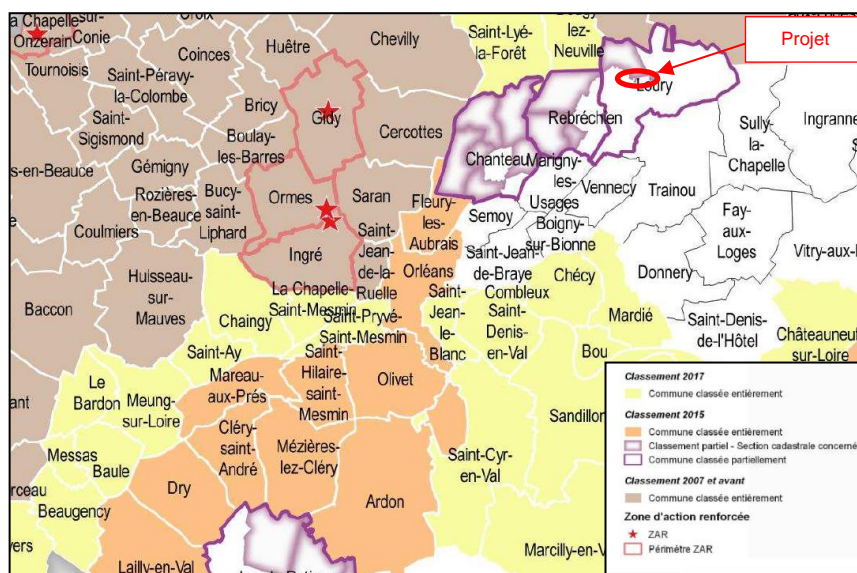 La Chapelle
Onzerain
sur-
Conie
Croix
Tournoisis
Coinces
Huêtre
Chevilly
Saint-Lyé
la-Forêt
lez-
Neuville
Projet
Saint-Péravy
la-Colombe
Bricy
Gidy
Loury
Saint-
Sigismond
Boulay
les-Barres
Cercottes
Rebréchien
Ingranne
Sully
la-
Chapelle
Gémigny
Chanteau
Marigny-
les-
Usages
Rozières
en-Beauce
Bucy-
saint-
Liphard
Ormes
Saran
Fleury-
les-
Aubrais
Vennecy
Trainou
Coulmiers
Semoy
Boigny
sur-Bionne
Fay-
aux-
Loges
Ingré
Saint-
Jean-
de-la-
Ruelle
Orléans
Saint-Jean
de-Braye
Donnery
Huisseau
sur-
Mauves
Baccon
La Chapelle
Saint-Mesmin
Saint-Pryvé
Saint-Mesmin
Saint-
Jean-
le-
Blanc
Combleux
Chécy
Mardié
Chaingy
Saint-
Denis-
en-Val
Saint-Denis-
de-l'Hôtel
Châteauneuf
sur-Loire
Saint-Ay
Saint-
Hilaire-
saint-
Mesmin
Bou
Mareau-
aux-Prés
Olivet
Le
Bardon
Meung-
sur-Loire
Cléry-
saint-
André
Mézières-
lez-Cléry
Sandillon
Messas
Baule
Saint-Cyr-
en-Val
Dry
Ardon
Beaugency
Lailly-en-Val
Marcilly-en-V
Classement 2017
Commune classée entièrement
Classement 2015
Commune classée entièrement
Classement partiel - Section cadastrale concerné
Commune classée partiellement
Classement 2007 et avant
Commune classée entièrement
Zone d'action renforcée
ZAR
Périmètre ZAR